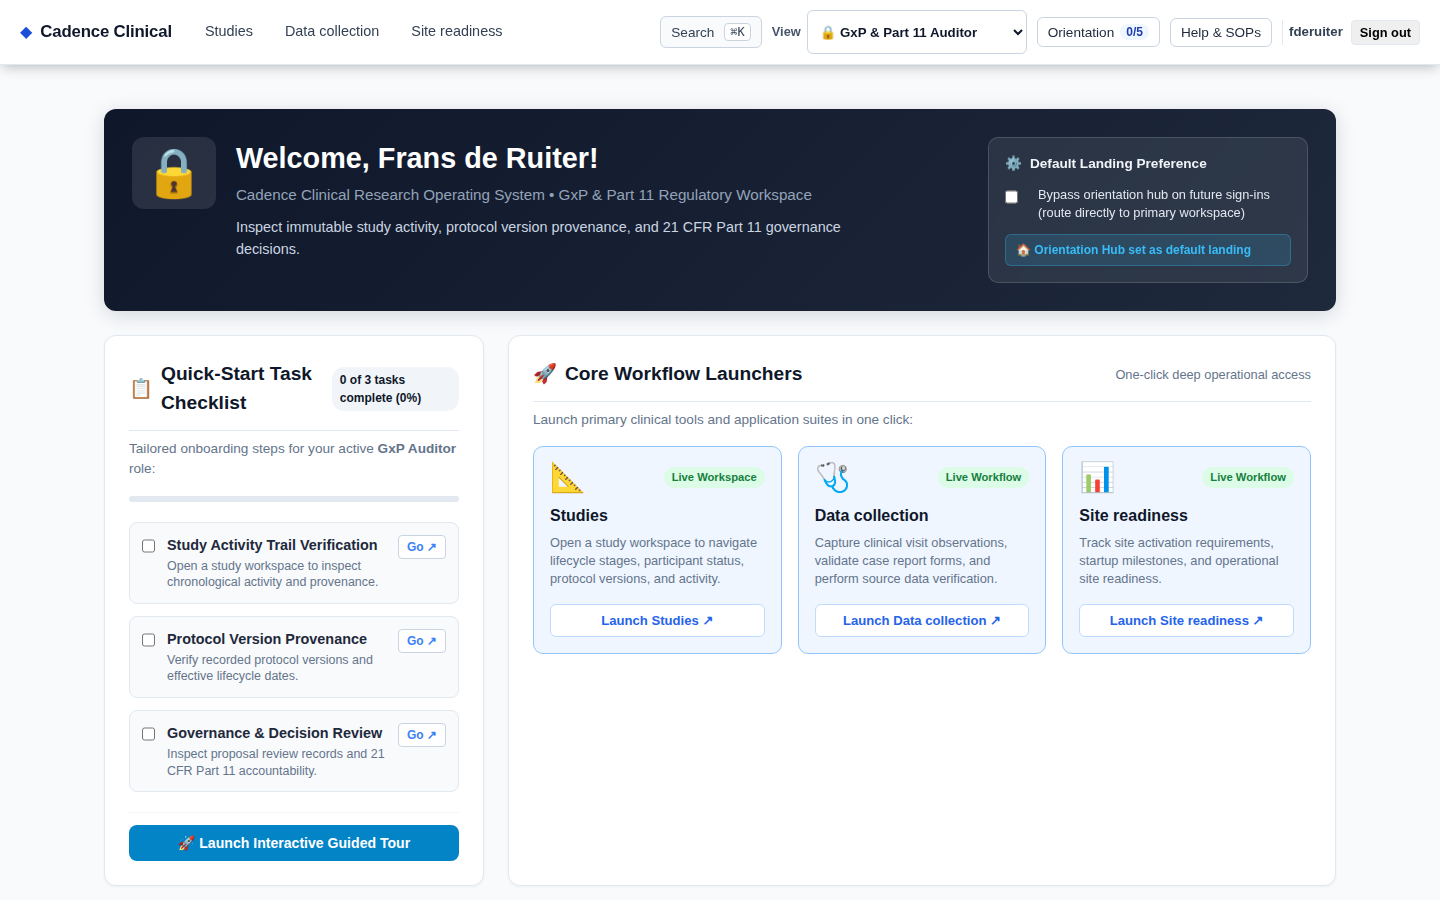 Cadence Clinical
Studies
Data collection
Site readiness
Search ⌘K
View
GxP & Part 11 Auditor
Orientation 0/5
Help & SOPs
fderuiter
Sign out
Welcome, Frans de Ruiter!
Cadence Clinical Research Operating System • GxP & Part 11 Regulatory Workspace
Inspect immutable study activity, protocol version provenance, and 21 CFR Part 11 governance
decisions.
Default Landing Preference
Bypass orientation hub on future sign-ins
(route directly to primary workspace)
Orientation Hub set as default landing
Quick-Start Task
Checklist
0 of 3 tasks
complete (0%)
Tailored onboarding steps for your active GxP Auditor
role:
Study Activity Trail Verification
Go ↗
Open a study workspace to inspect
chronological activity and provenance.
Protocol Version Provenance
Go ↗
Verify recorded protocol versions and
effective lifecycle dates.
Governance & Decision Review
Go ↗
Inspect proposal review records and 21
CFR Part 11 accountability.
Launch Interactive Guided Tour
Core Workflow Launchers
One-click deep operational access
Launch primary clinical tools and application suites in one click:
Live Workspace
Studies
Open a study workspace to navigate
lifecycle stages, participant status,
protocol versions, and activity.
Launch Studies ↗
Live Workflow
Data collection
Capture clinical visit observations,
validate case report forms, and
perform source data verification.
Launch Data collection ↗
Live Workflow
Site readiness
Track site activation requirements,
startup milestones, and operational
site readiness.
Launch Site readiness ↗